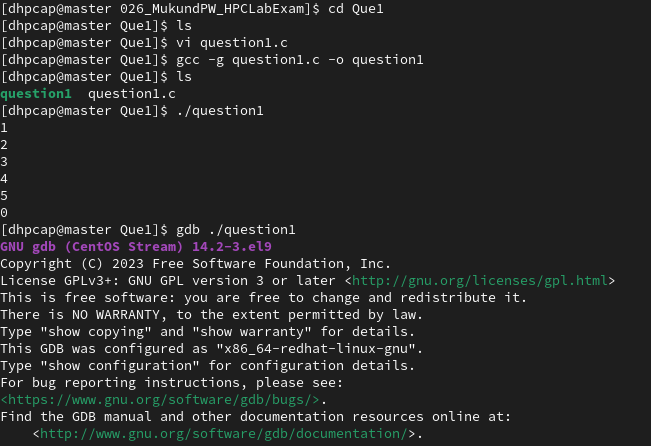 [dhpcap@master 026_MukundPW_HPCLabExam]$ cd Que1
[dhpcap@master Que1]$ ls
[dhpcap@master Que1]$ vi question1.c
[dhpcap@master Que1]$ gcc -g question1.c -o question1
[dhpcap@master Que1]$ ls
question1  question1.c
[dhpcap@master Que1]$ ./question1
1
2
3
4
5
0
[dhpcap@master Que1]$ gdb ./question1
GNU gdb (CentOS Stream) 14.2-3.el9
Copyright (C) 2023 Free Software Foundation, Inc.
License GPLv3+: GNU GPL version 3 or later <http://gnu.org/licenses/gpl.html>
This is free software: you are free to change and redistribute it.
There is NO WARRANTY, to the extent permitted by law.
Type "show copying" and "show warranty" for details.
This GDB was configured as "x86_64-redhat-linux-gnu".
Type "show configuration" for configuration details.
For bug reporting instructions, please see:
<https://www.gnu.org/software/gdb/bugs/>.
Find the GDB manual and other documentation resources online at:
    <http://www.gnu.org/software/gdb/documentation/>.